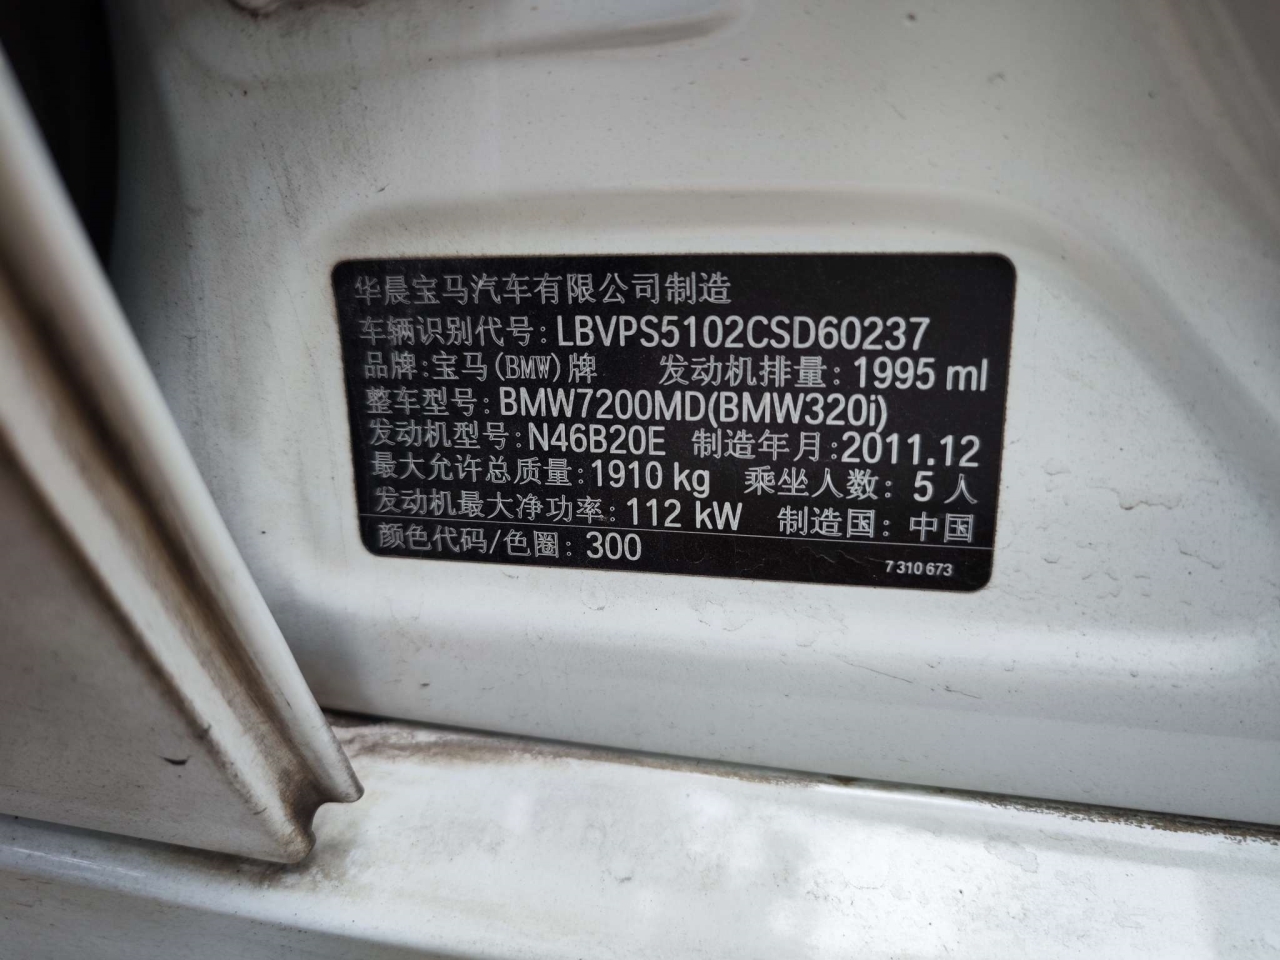 华晨宝马汽车有限公司制造
车辆识别代号: LBVPS5102CSD60237
品牌: 宝马(BMW)牌 发动机排量: 1995 ml
整车型号: BMW7200MD(BMW320i)
发动机型号: N46B20E 制造年月: 2011.12
最大允许总质量: 1910 kg 乘坐人数: 5 人
发动机最大净功率: 112 kW 制造国: 中国
颜色代码/色圈: 300
7 310 673